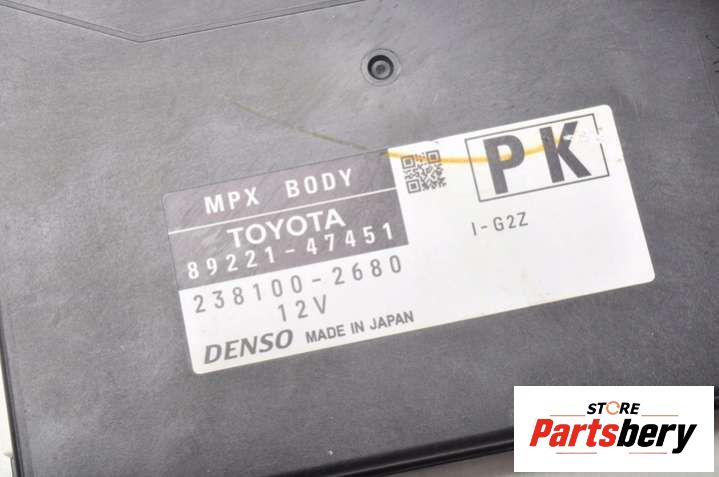 MPX BODY
TOYOTA
89221-47451
238100-2680
12V
DENSO MADE IN JAPAN
PK
I-G2Z
STORE
Partsbery